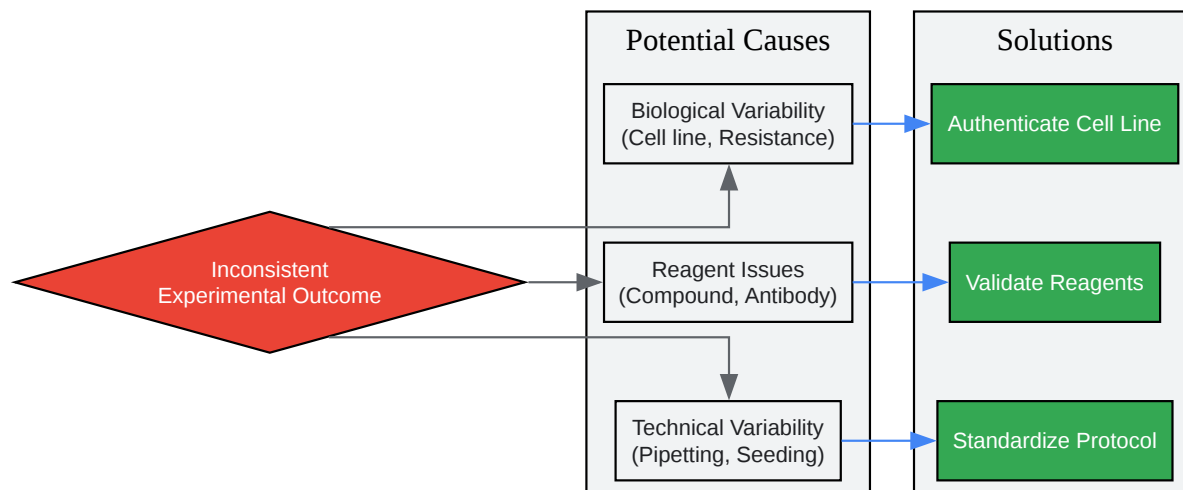 Potential Causes
Solutions
Biological Variability
(Cell line, Resistance)
Authenticate Cell Line
Inconsistent
Experimental Outcome
Reagent Issues
(Compound, Antibody)
Validate Reagents
Technical Variability
(Pipetting, Seeding)
Standardize Protocol